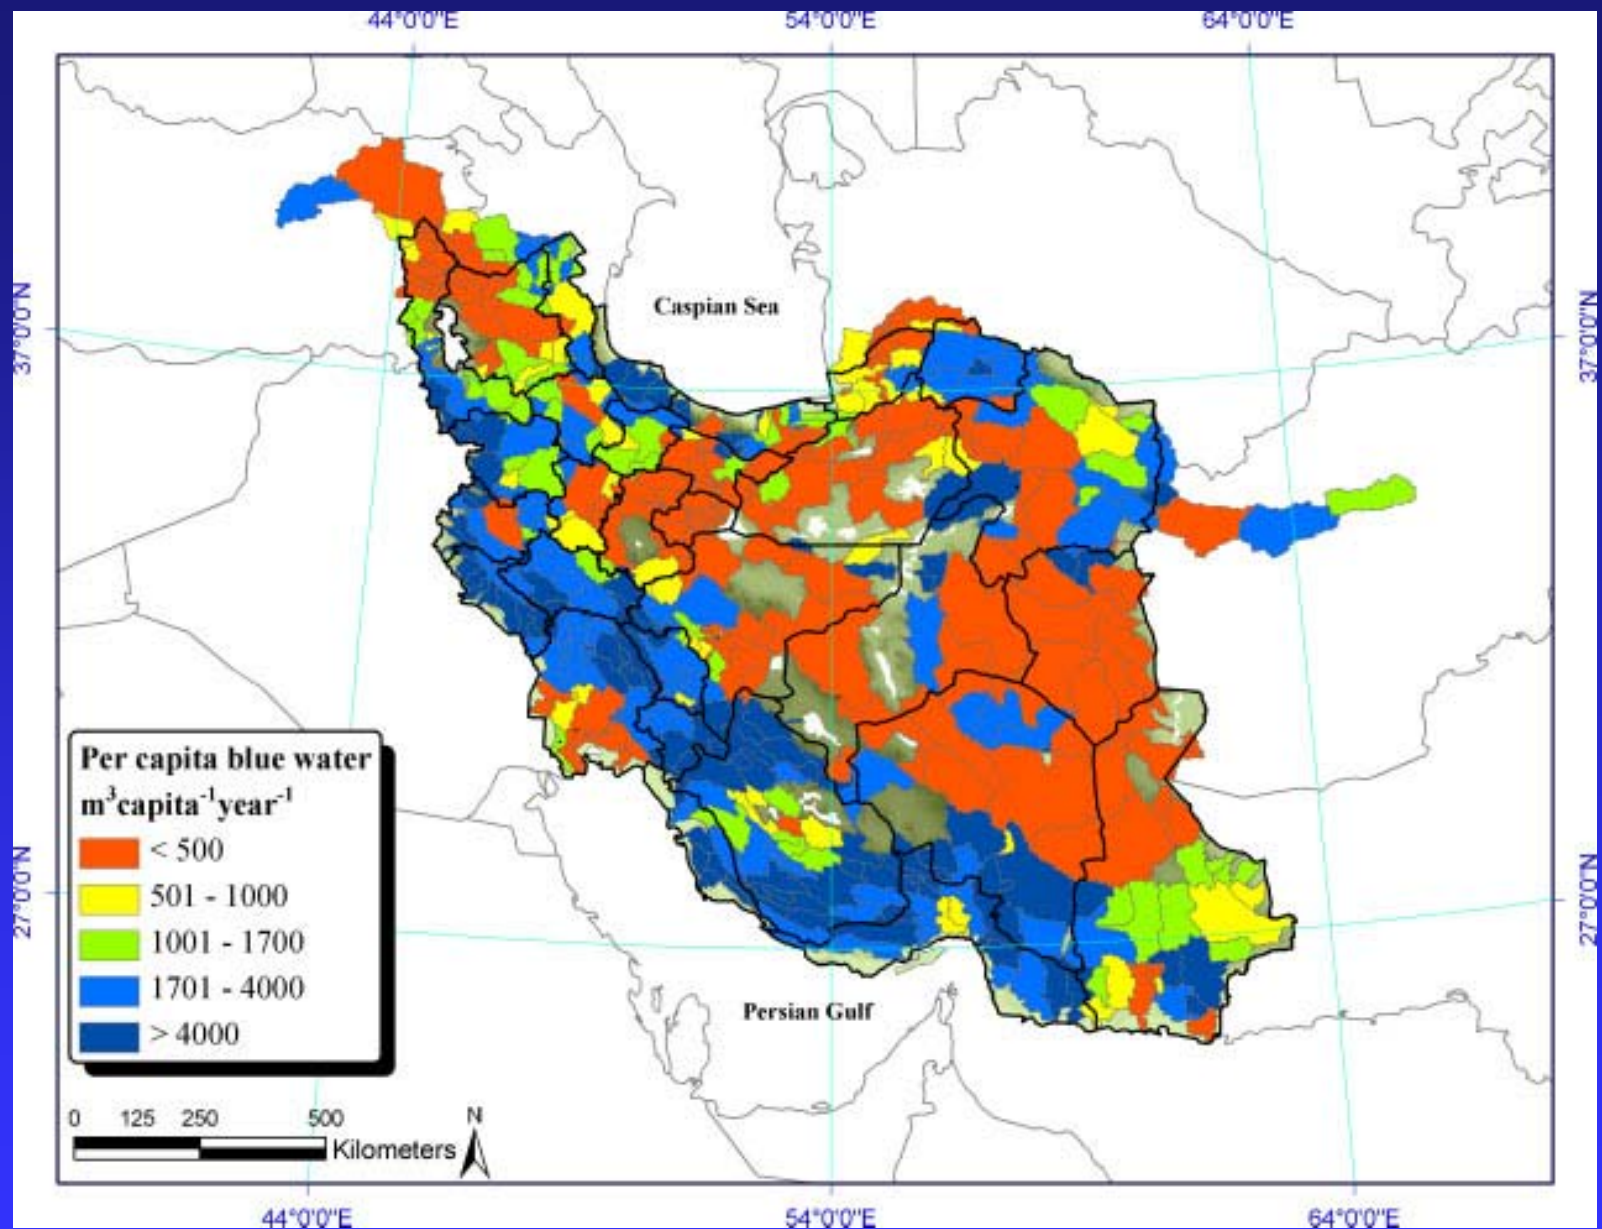 44°0'0"E
54°0'0"E
64°0'0"E
37°0'0"N
37°0'0"N
Caspian Sea
Per capita blue water
m³capita⁻¹year⁻¹
< 500
501 - 1000
1001 - 1700
1701 - 4000
> 4000
27°0'0"N
27°0'0"N
Persian Gulf
0 125 250 500
Kilometers
N
44°0'0"E
54°0'0"E
64°0'0"E